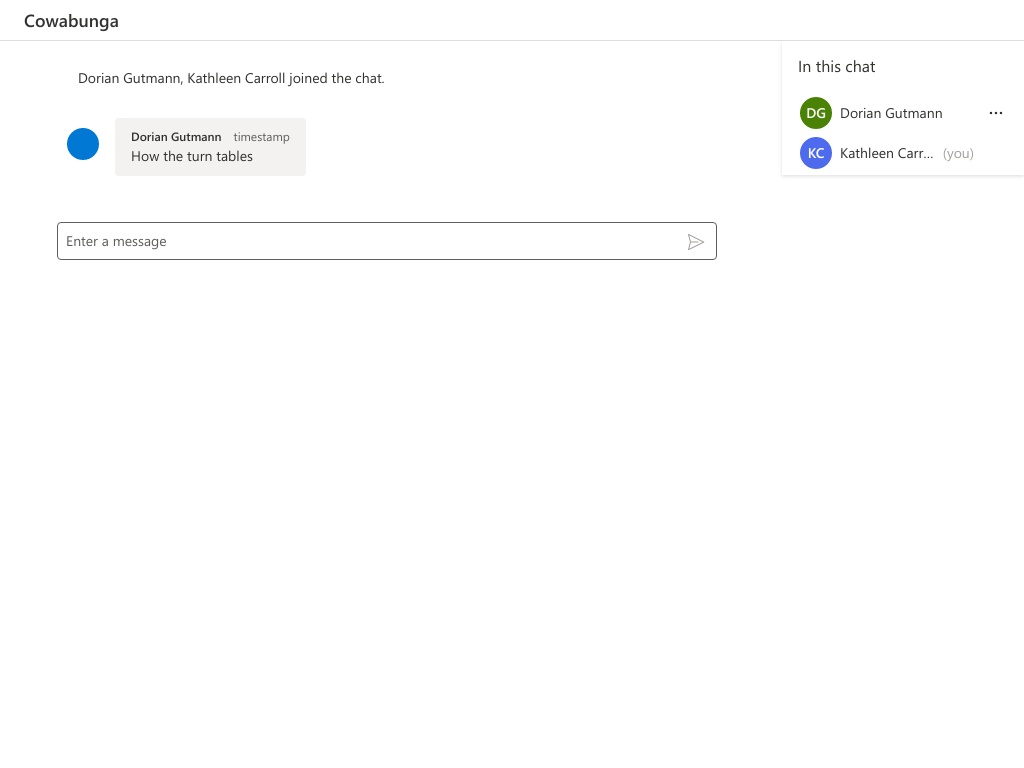 Cowabunga
Dorian Gutmann, Kathleen Carroll joined the chat.
Dorian Gutmann timestamp
How the turn tables
Enter a message
In this chat
DG Dorian Gutmann ...
KC Kathleen Carr... (you)